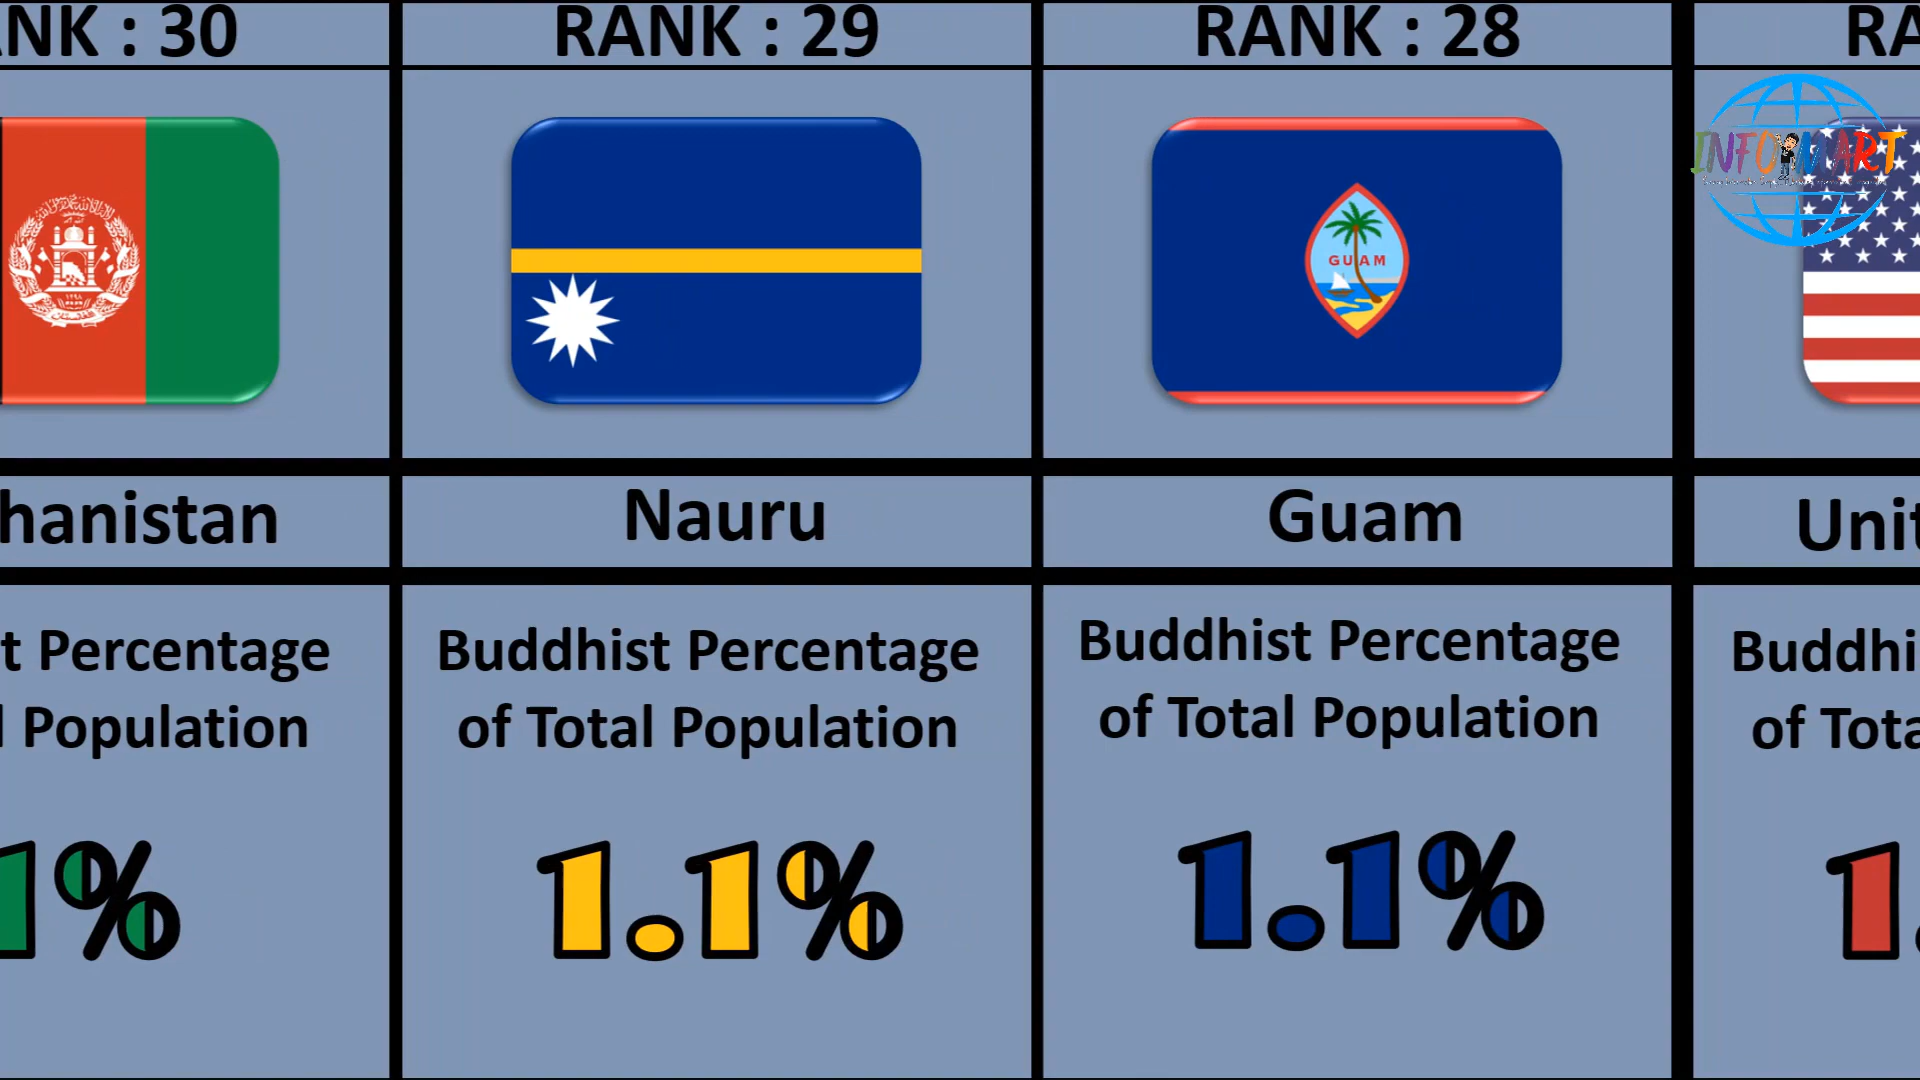 NK : 30
RANK : 29
RANK : 28
RA
INFOMART
GUAM
hanistan
Nauru
Guam
Unit
t Percentage
l Population
Buddhist Percentage
of Total Population
Buddhist Percentage
of Total Population
Buddhi
of Tota
1%
1.1%
1.1%
1.